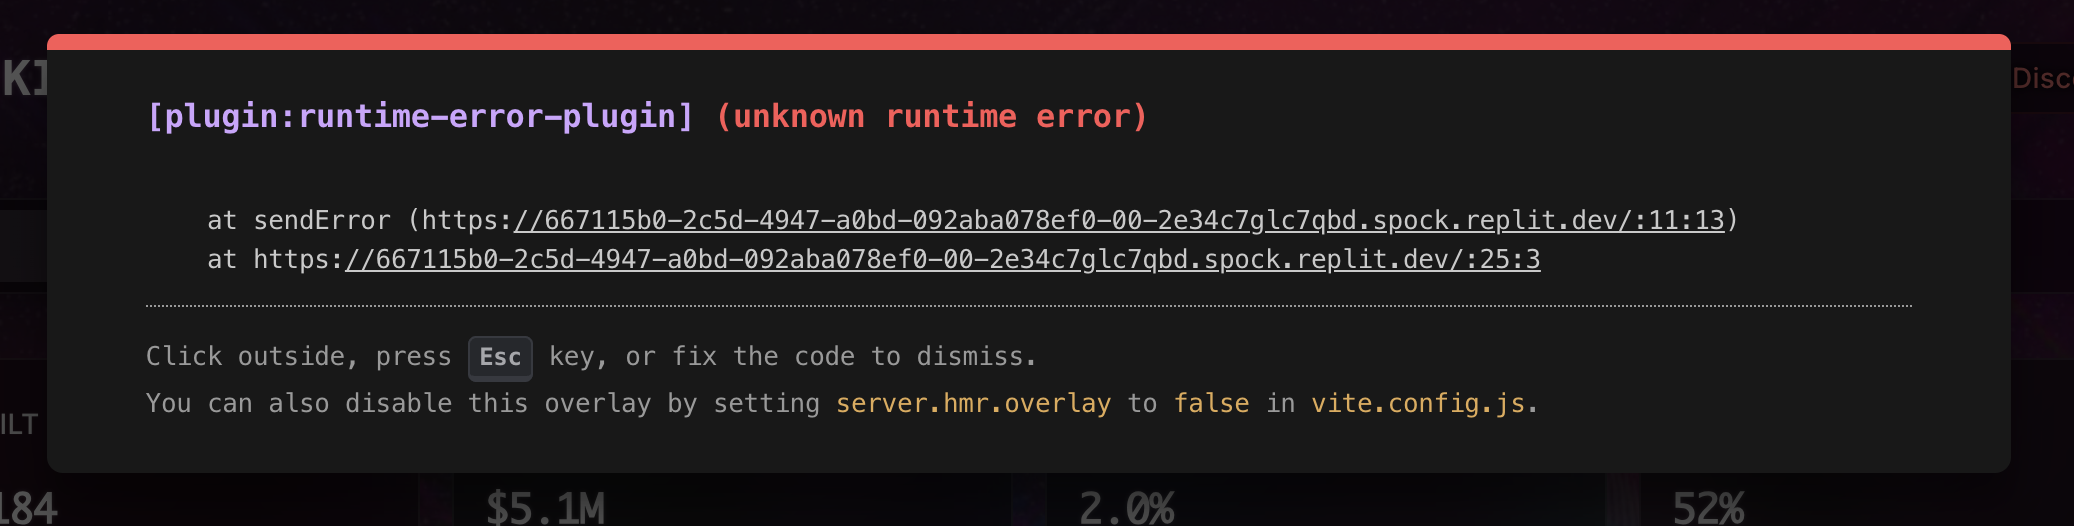 KI
Disc
[plugin:runtime-error-plugin] (unknown runtime error)
at sendError (https://667115b0-2c5d-4947-a0bd-092aba078ef0-00-2e34c7glc7qbd.spock.replit.dev/:11:13)
at https://667115b0-2c5d-4947-a0bd-092aba078ef0-00-2e34c7glc7qbd.spock.replit.dev/:25:3
Click outside, press Esc key, or fix the code to dismiss.
You can also disable this overlay by setting server.hmr.overlay to false in vite.config.js.
ILT
184 $5.1M 2.0% 52%